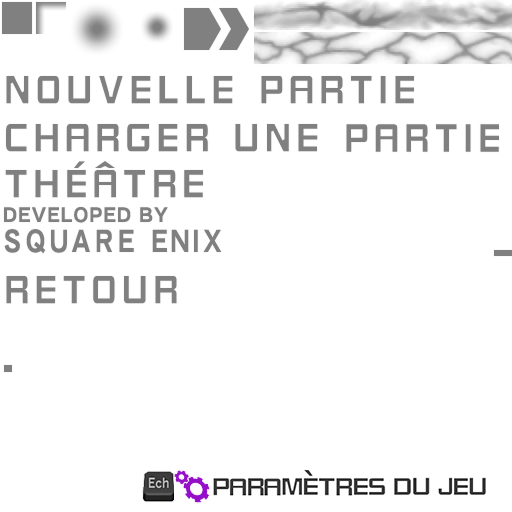 NOUVELLE PARTIE
CHARGER UNE PARTIE
THÉÂTRE
DEVELOPED BY
SQUARE ENIX
RETOUR
Ech PARAMÈTRES DU JEU